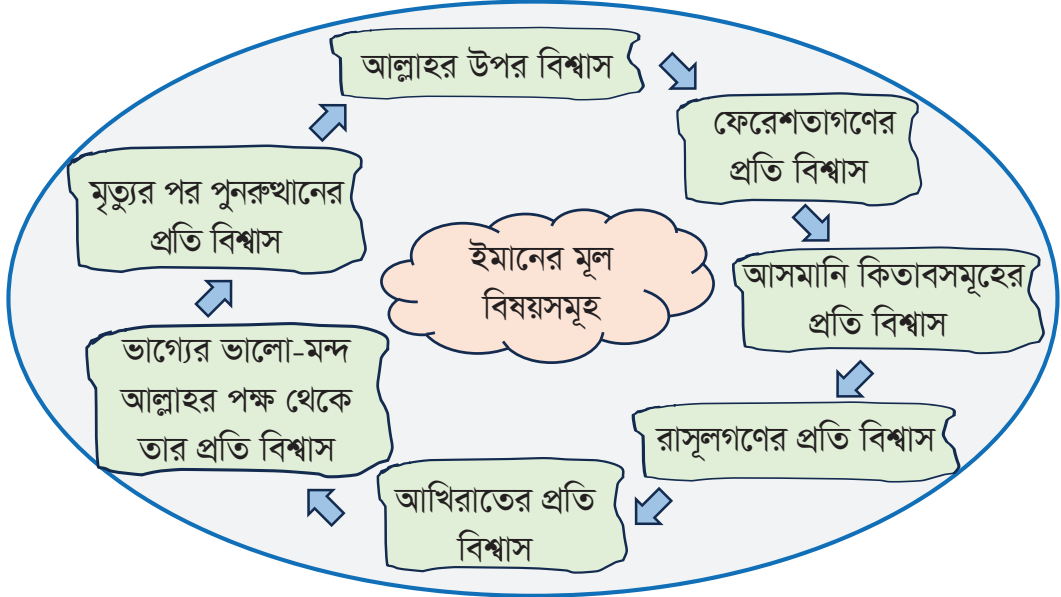 আল্লাহর উপর বিশ্বাস
ফেরেশতাগণের
প্রতি বিশ্বাস
আসমানি কিতাবসমূহের
প্রতি বিশ্বাস
রাসূলগণের প্রতি বিশ্বাস
আখিরাতের প্রতি
বিশ্বাস
ভাগ্যের ভালো-মন্দ
আল্লাহর পক্ষ থেকে
তার প্রতি বিশ্বাস
মৃত্যুর পর পুনরুত্থানের
প্রতি বিশ্বাস
ইমানের মূল
বিষয়সমূহ